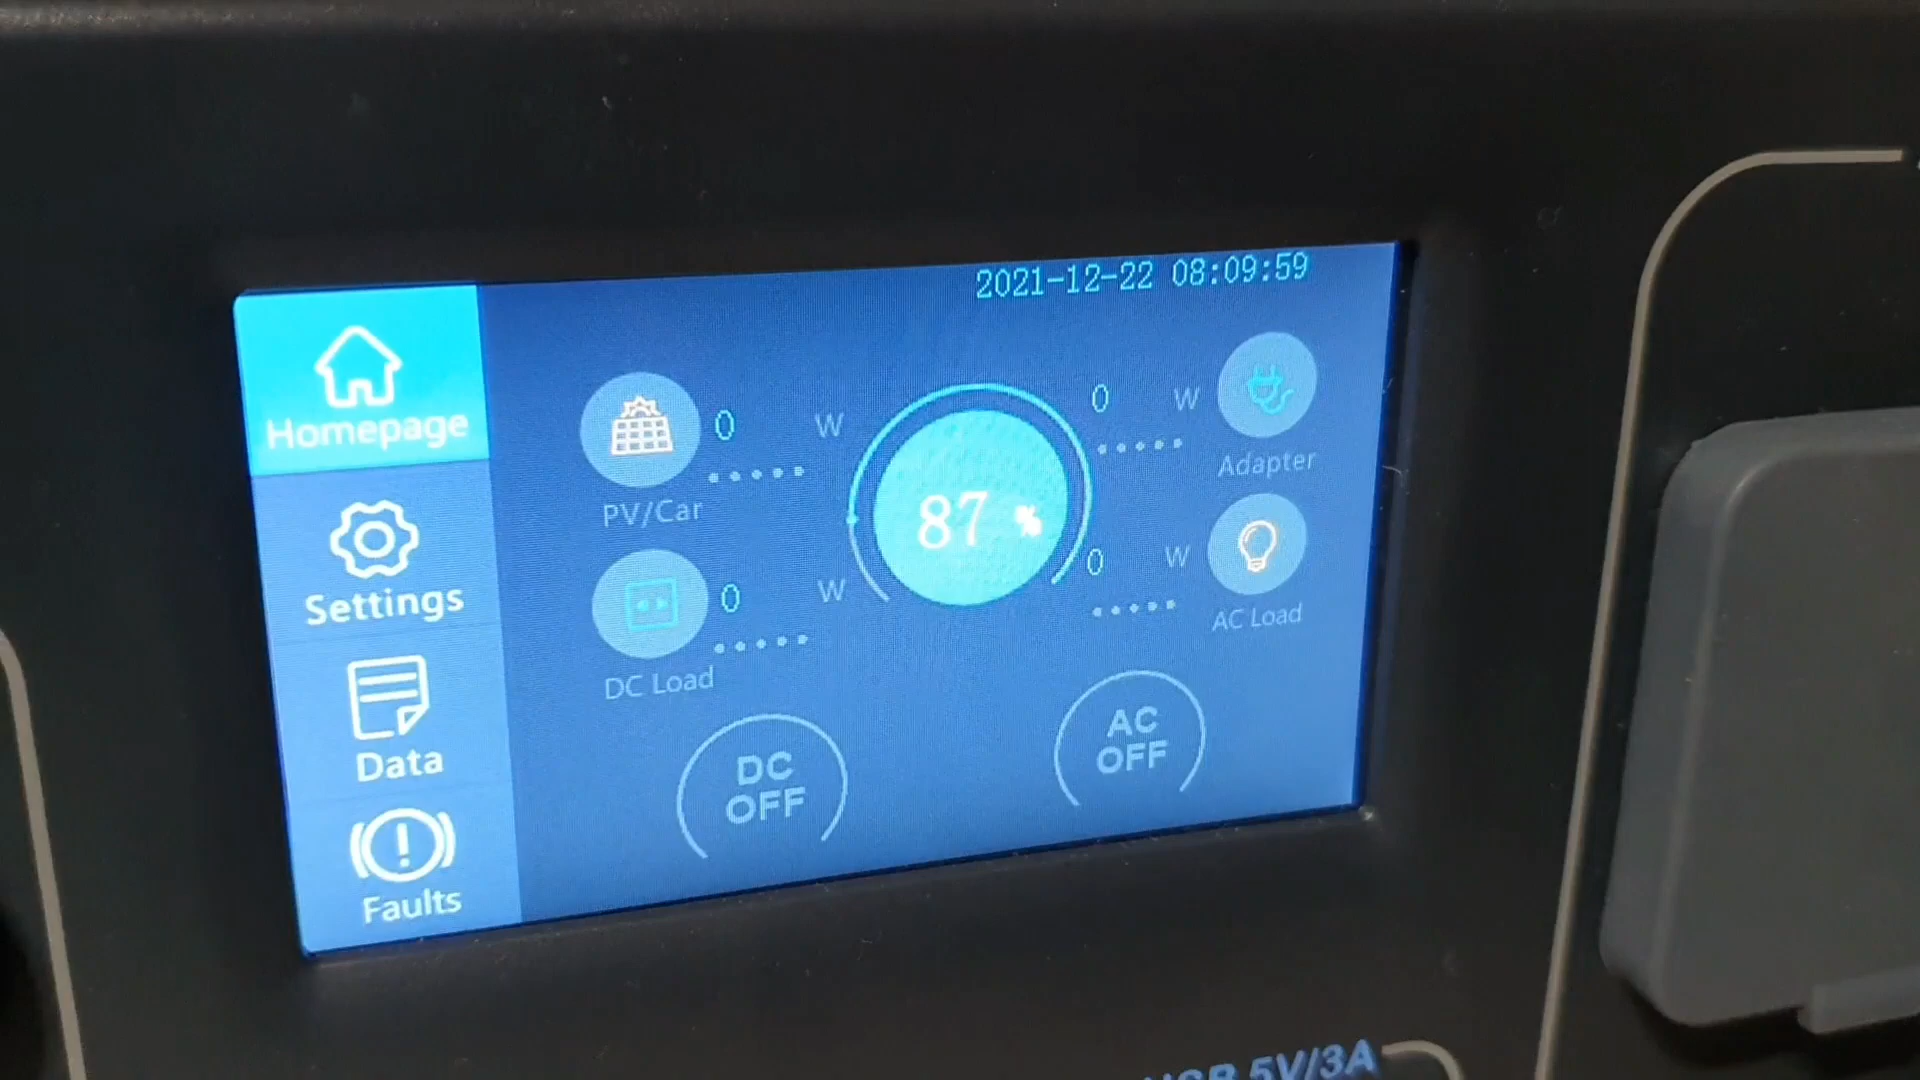 2021-12-22 08:09:59
Homepage
Settings
Data
Faults
0 W
PV/Car
0 W
DC Load
87 %
0 W
Adapter
0 W
AC Load
DC
OFF
AC
OFF
USB 5V/3A